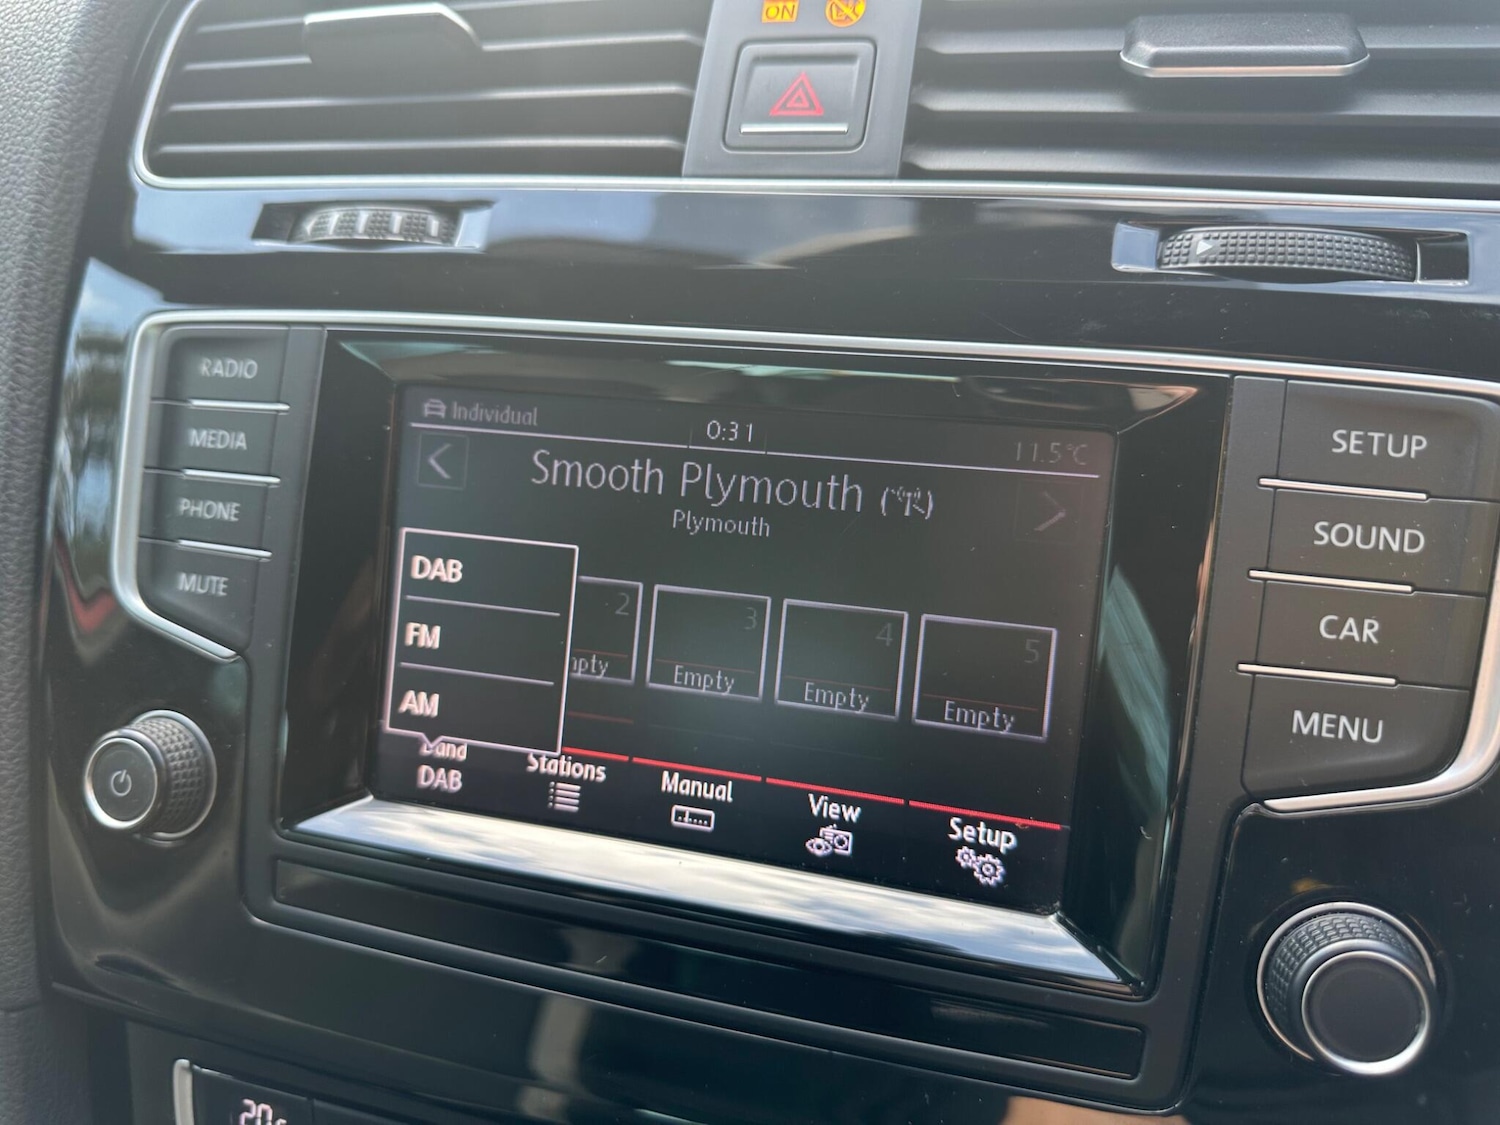 ON
RADIO
MEDIA
PHONE
MUTE
Individual
0:31
11.5°C
Smooth Plymouth
Plymouth
DAB
FM
AM
2
3
4
5
Empty
Empty
Empty
Band
DAB
Stations
Manual
View
Setup
SETUP
SOUND
CAR
MENU